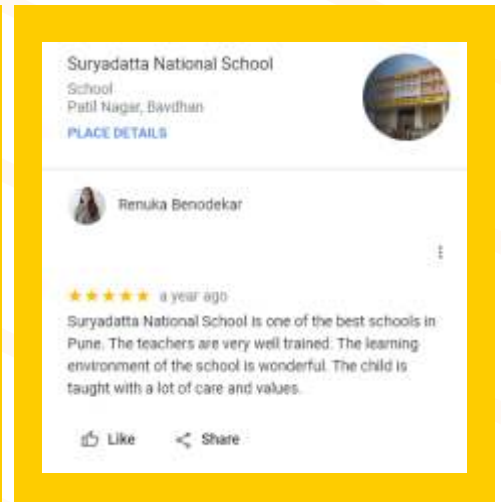 Suryadatta National School
School
Patil Nagar, Bavdhan
PLACE DETAILS
Renuka Benodekar
a year ago
Suryadatta National School is one of the best schools in
Pune. The teachers are very well trained. The learning
environment of the school is wonderful. The child is
taught with a lot of care and values.
Like Share